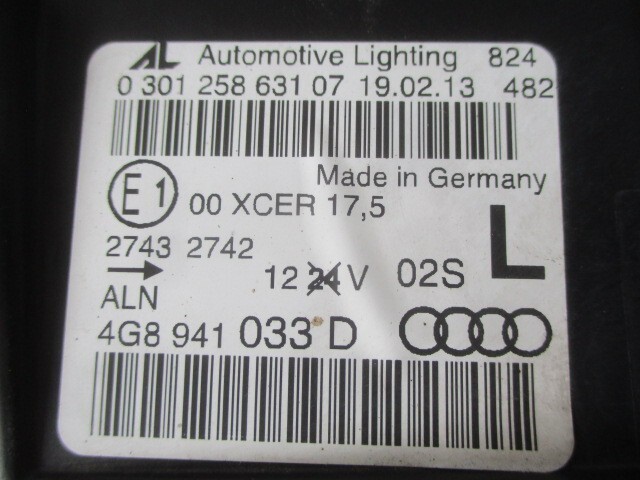 AL Automotive Lighting 824
0 301 258 631 07 19.02.13 482
Made in Germany
E1 00 XCER 17,5
2743 2742
12 24 V 02S L
ALN
4G8 941 033 D